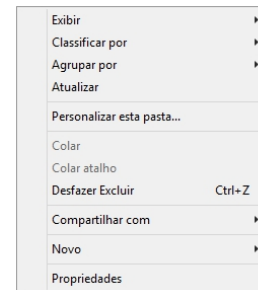 Exibir
Classificar por
Agrupar por
Atualizar
Personalizar esta pasta...
Colar
Colar atalho
Desfazer Excluir Ctrl+Z
Compartilhar com
Novo
Propriedades